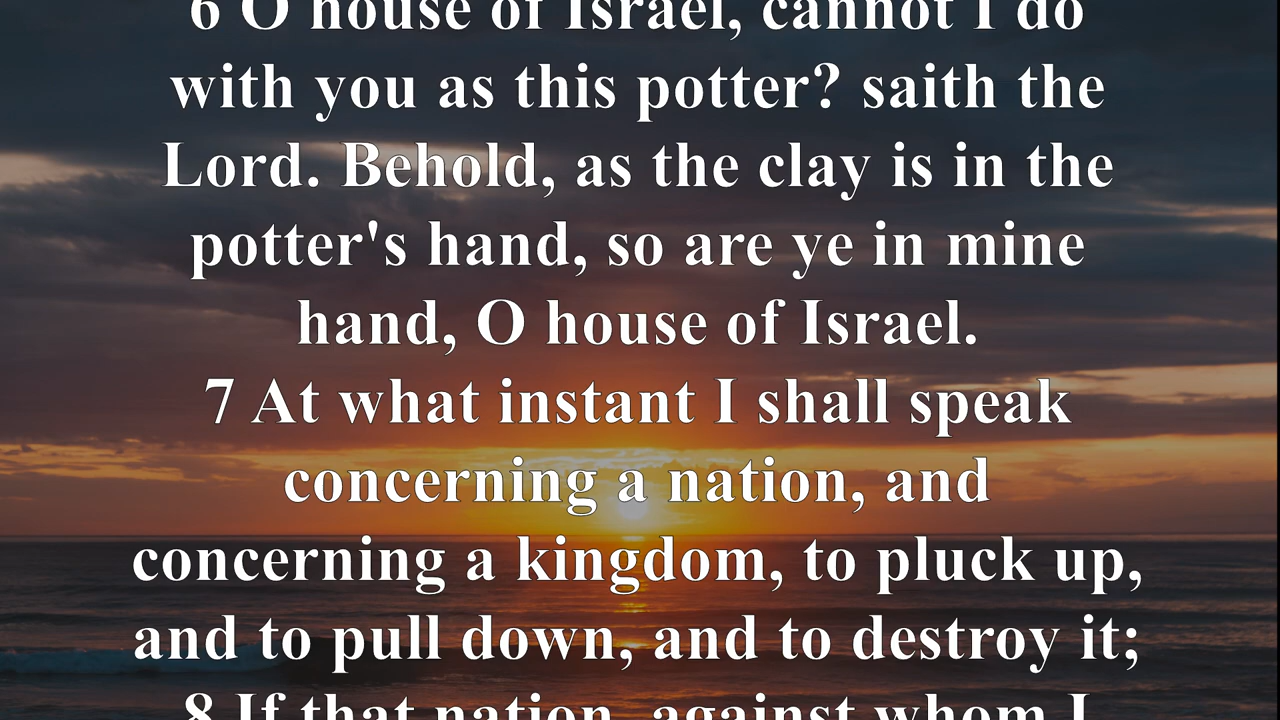 6 O house of Israel, cannot I do
with you as this potter? saith the
Lord. Behold, as the clay is in the
potter's hand, so are ye in mine
hand, O house of Israel.
7 At what instant I shall speak
concerning a nation, and
concerning a kingdom, to pluck up,
and to pull down, and to destroy it;
8 If that nation, against whom I